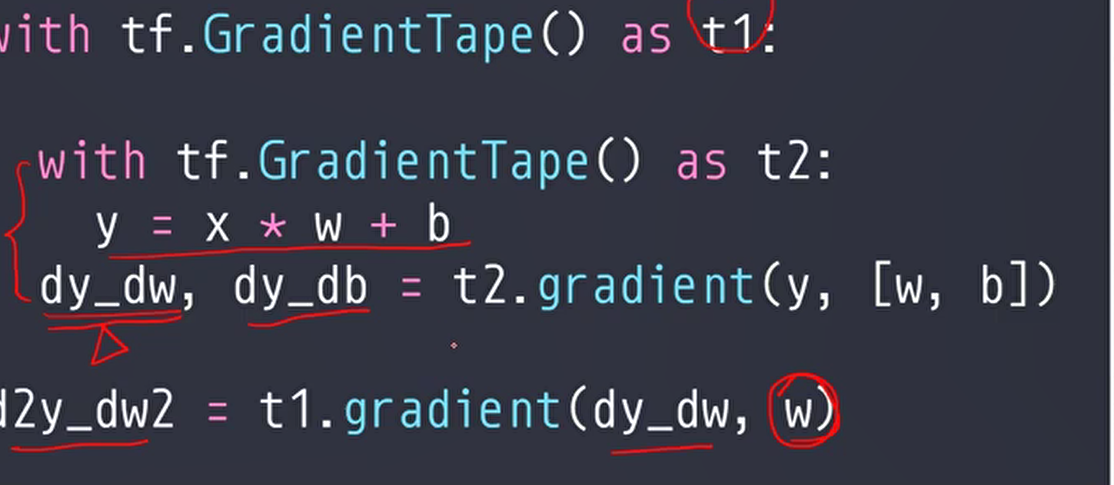 with tf.GradientTape() as t1:
with tf.GradientTape() as t2:
y = x * w + b
dy_dw, dy_db = t2.gradient(y, [w, b])
d2y_dw2 = t1.gradient(dy_dw, w)